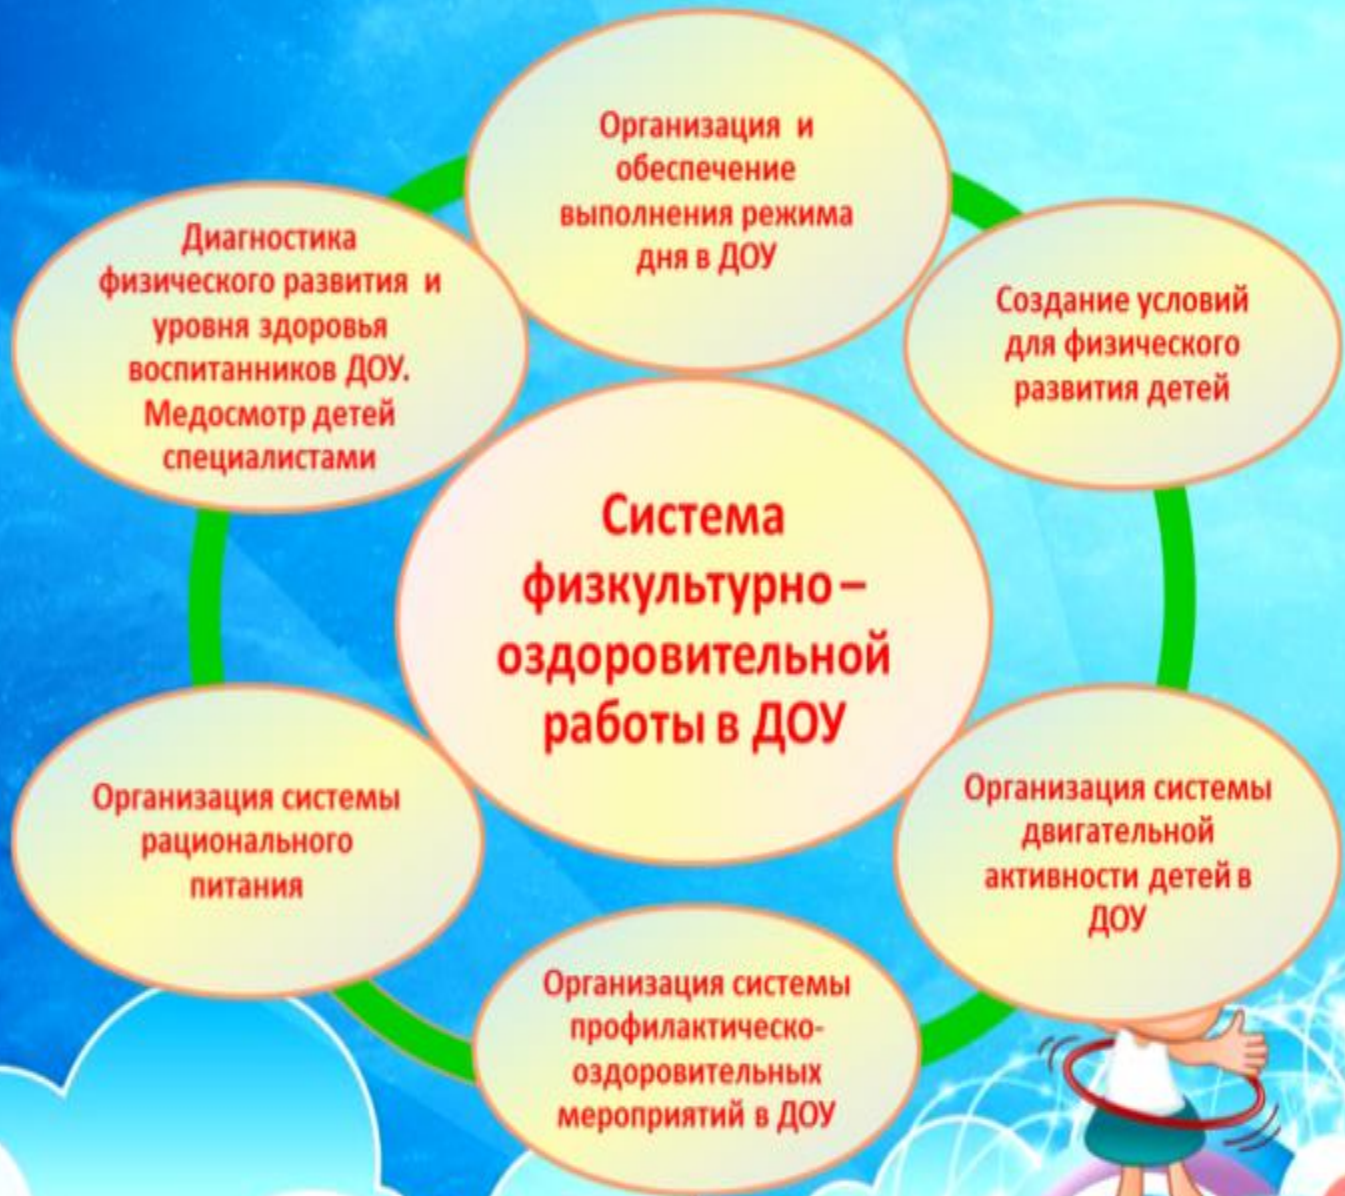 Организация и
обеспечение
выполнения режима
дня в ДОУ
Создание условий
для физического
развития детей
Организация системы
двигательной
активности детей в
ДОУ
Организация системы
профилактическо-
оздоровительных
мероприятий в ДОУ
Организация системы
рационального
питания
Диагностика
физического развития и
уровня здоровья
воспитанников ДОУ.
Медосмотр детей
специалистами
Система
физкультурно –
оздоровительной
работы в ДОУ